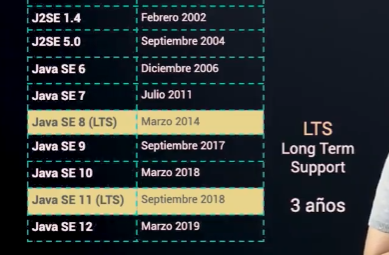 J2SE 1.4 Febrero 2002
J2SE 5.0 Septiembre 2004
Java SE 6 Diciembre 2006
Java SE 7 Julio 2011
Java SE 8 (LTS) Marzo 2014
Java SE 9 Septiembre 2017
Java SE 10 Marzo 2018
Java SE 11 (LTS) Septiembre 2018
Java SE 12 Marzo 2019
LTS
Long Term
Support
3 años